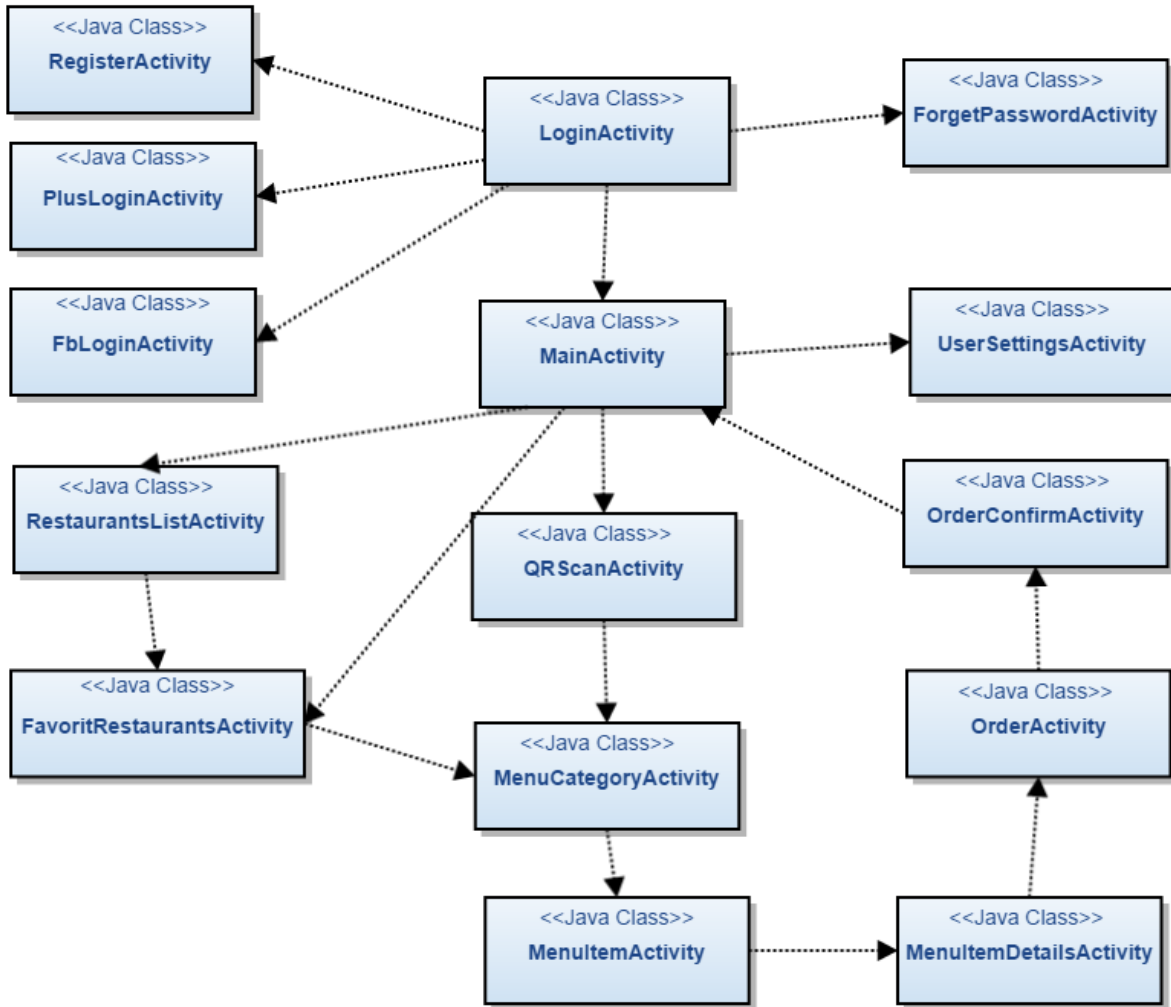 <<Java Class>>
RegisterActivity
<<Java Class>>
LoginActivity
<<Java Class>>
ForgetPasswordActivity
<<Java Class>>
PlusLoginActivity
<<Java Class>>
FbLoginActivity
<<Java Class>>
MainActivity
<<Java Class>>
UserSettingsActivity
<<Java Class>>
RestaurantsListActivity
<<Java Class>>
QRScanActivity
<<Java Class>>
OrderConfirmActivity
<<Java Class>>
FavoritRestaurantsActivity
<<Java Class>>
MenuCategoryActivity
<<Java Class>>
OrderActivity
<<Java Class>>
MenuItemActivity
<<Java Class>>
MenuItemDetailsActivity